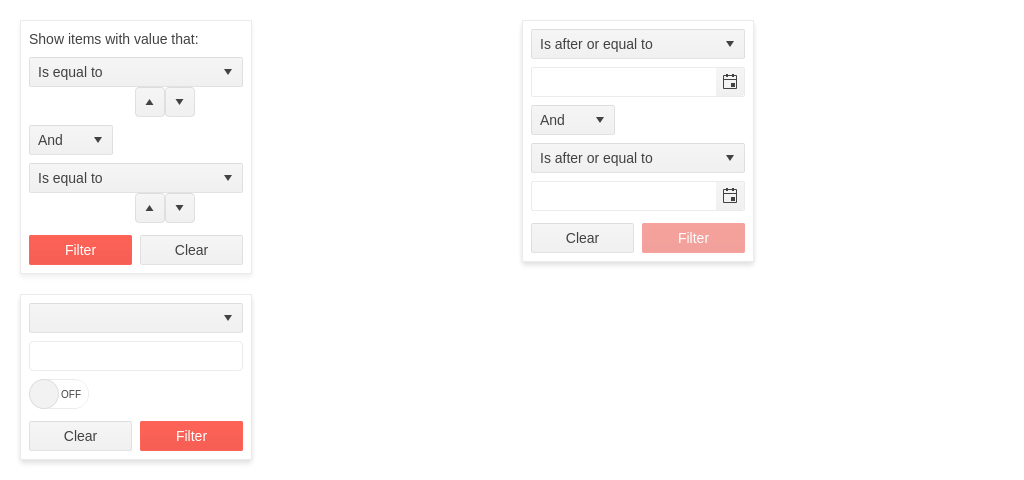 Show items with value that:
Is equal to
And
Is equal to
Filter Clear
OFF
Clear Filter
Is after or equal to
And
Is after or equal to
Clear Filter